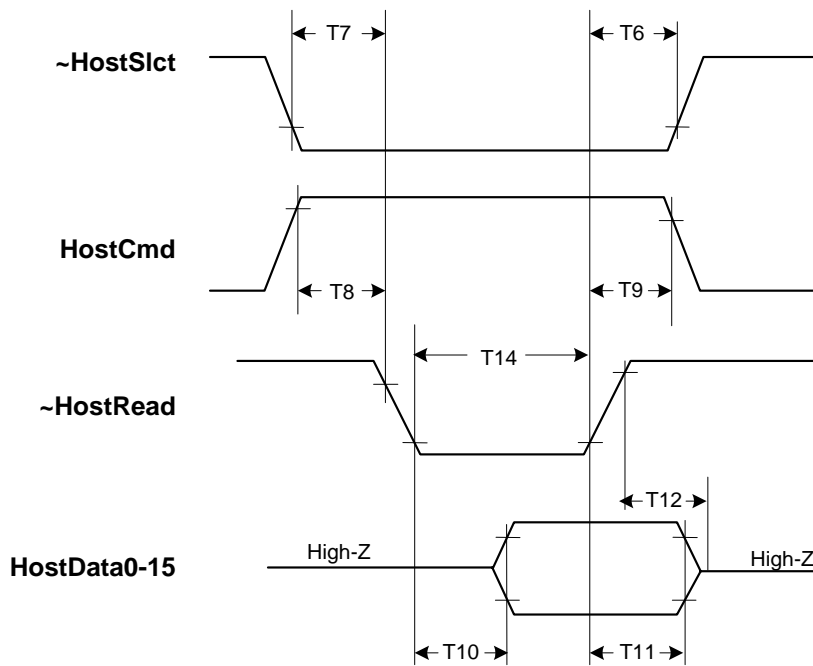 T7
T6
~HostSlct
HostCmd
T8
T9
T14
~HostRead
T12
High-Z
High-Z
HostData0-15
T10
T11